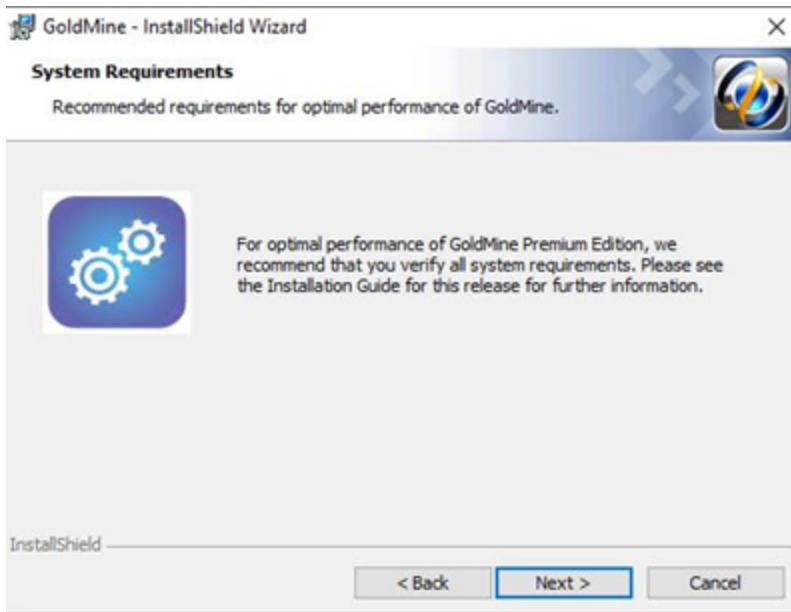 GoldMine - InstallShield Wizard
System Requirements
Recommended requirements for optimal performance of GoldMine.
For optimal performance of GoldMine Premium Edition, we
recommend that you verify all system requirements. Please see
the Installation Guide for this release for further information.
InstallShield
< Back
Next >
Cancel